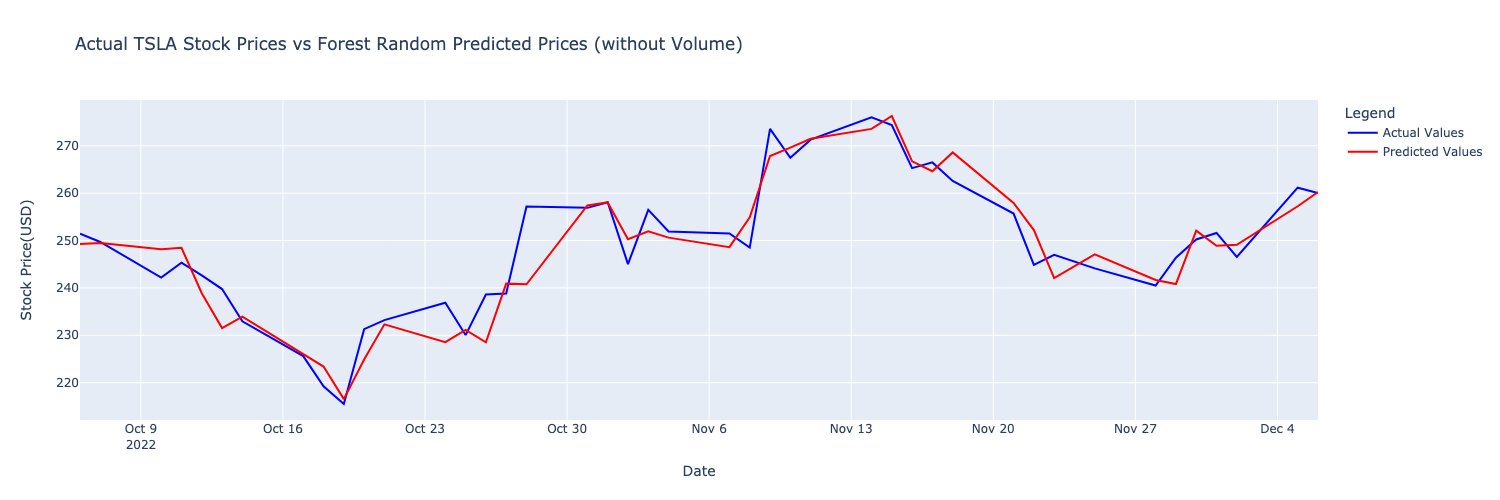 Actual TSLA Stock Prices vs Forest Random Predicted Prices (without Volume)
Legend
Actual Values
Predicted Values
Stock Price(USD)
270
260
250
240
230
220
Oct 9
2022
Oct 16
Oct 23
Oct 30
Nov 6
Nov 13
Nov 20
Nov 27
Dec 4
Date